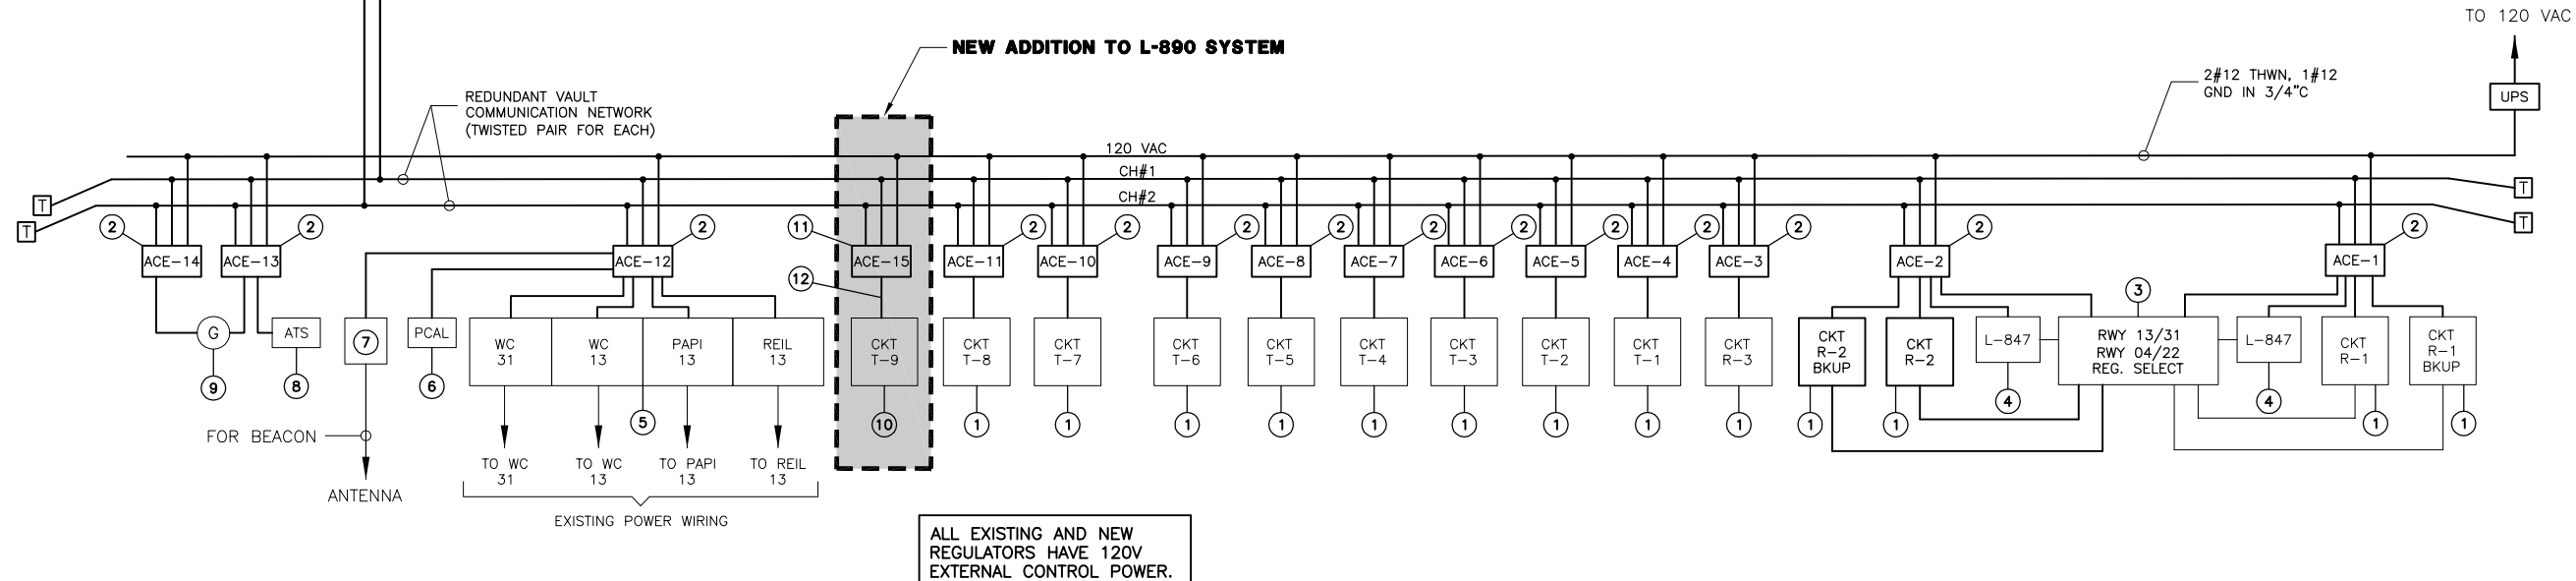 TO 120 VAC
NEW ADDITION TO L-890 SYSTEM
2#12 THWN, 1#12
GND IN 3/4"C
UPS
REDUNDANT VAULT
COMMUNICATION NETWORK
(TWISTED PAIR FOR EACH)
120 VAC
CH#1
CH#2
T
T
T
T
2
2
2
11
2
2
2
2
2
2
2
2
2
2
2
ACE-14
ACE-13
ACE-12
ACE-15
ACE-11
ACE-10
ACE-9
ACE-8
ACE-7
ACE-6
ACE-5
ACE-4
ACE-3
ACE-2
ACE-1
12
3
G
ATS
7
PCAL
WC
31
WC
13
PAPI
13
REIL
13
CKT
T-9
CKT
T-8
CKT
T-7
CKT
T-6
CKT
T-5
CKT
T-4
CKT
T-3
CKT
T-2
CKT
T-1
CKT
R-3
CKT
R-2
BKUP
CKT
R-2
L-847
RWY 13/31
RWY 04/22
REG. SELECT
L-847
CKT
R-1
CKT
R-1
BKUP
9
8
6
5
10
1
1
1
1
1
1
1
1
1
1
1
4
4
1
1
FOR BEACON
ANTENNA
TO WC
31
TO WC
13
TO PAPI
13
TO REIL
13
EXISTING POWER WIRING
ALL EXISTING AND NEW
REGULATORS HAVE 120V
EXTERNAL CONTROL POWER.